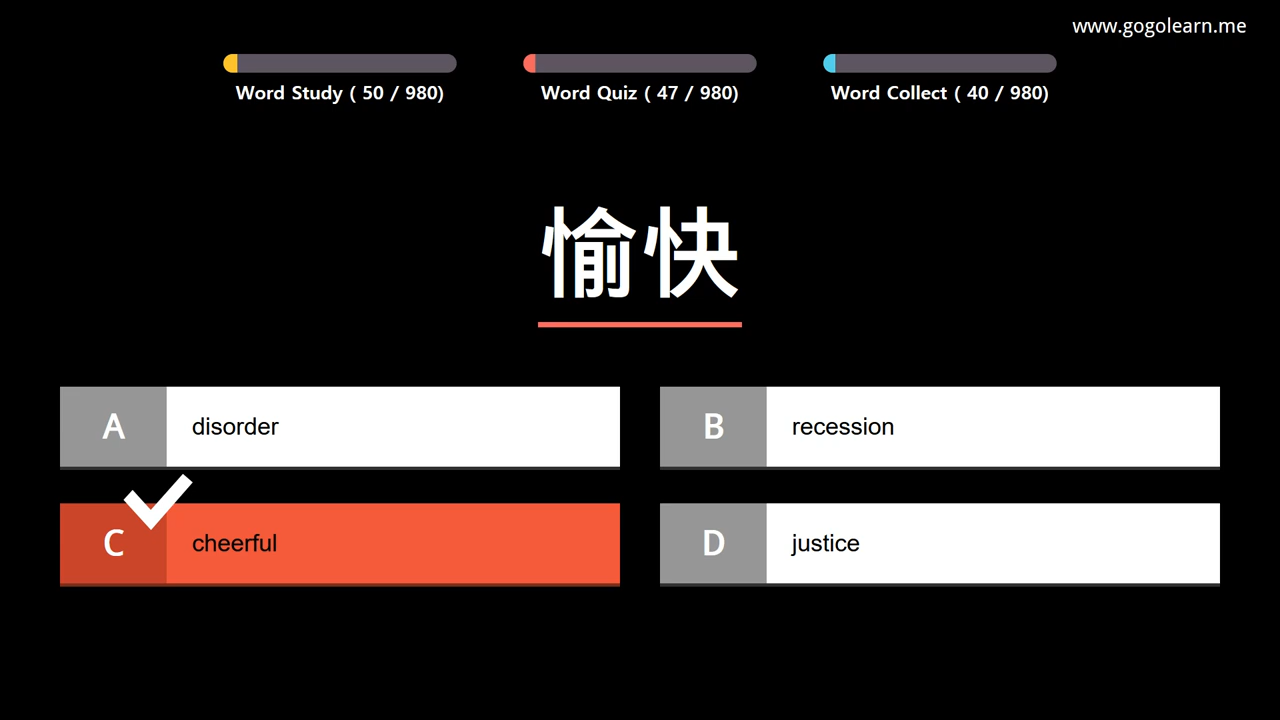 www.gogolearn.me
Word Study ( 50 / 980)
Word Quiz ( 47 / 980)
Word Collect ( 40 / 980)
愉快
A disorder
B recession
C cheerful
D justice